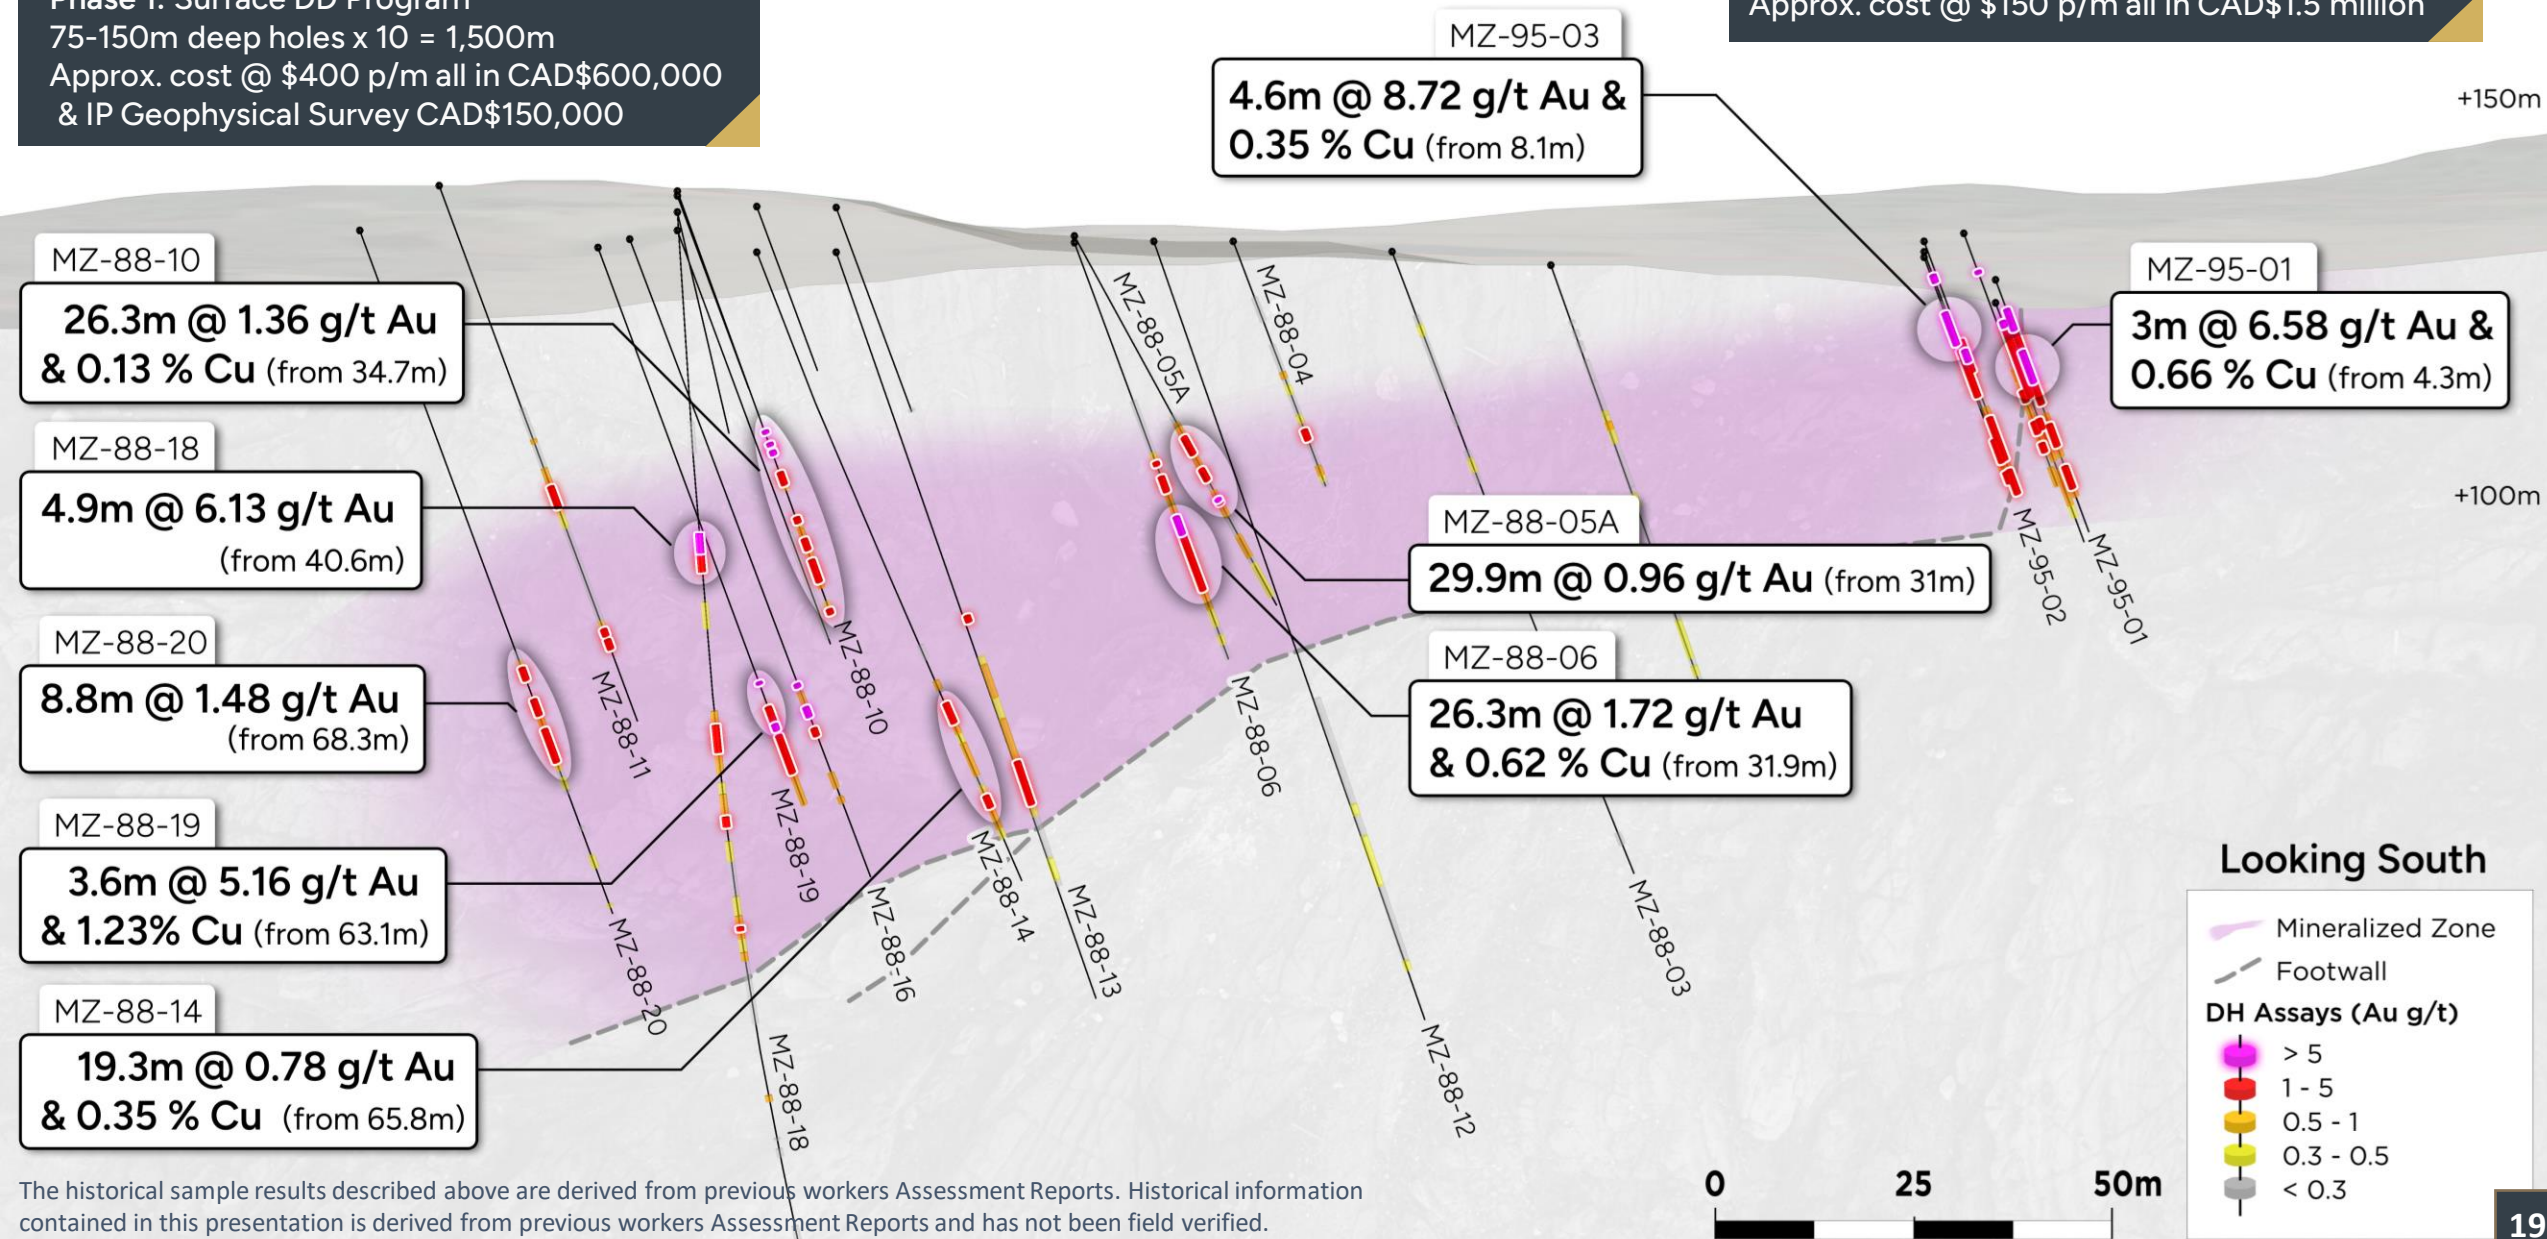 Phase 1: Surface DD Program
75-150m deep holes x 10 = 1,500m
Approx. cost @ $400 p/m all in CAD$600,000
& IP Geophysical Survey CAD$150,000
Approx. cost @ $150 p/m all in CAD$1.5 million
MZ-95-03
4.6m @ 8.72 g/t Au &
0.35 % Cu (from 8.1m)
+150m
MZ-88-10
26.3m @ 1.36 g/t Au
& 0.13 % Cu (from 34.7m)
MZ-88-18
4.9m @ 6.13 g/t Au
(from 40.6m)
MZ-88-20
8.8m @ 1.48 g/t Au
(from 68.3m)
MZ-88-19
3.6m @ 5.16 g/t Au
& 1.23% Cu (from 63.1m)
MZ-88-14
19.3m @ 0.78 g/t Au
& 0.35 % Cu (from 65.8m)
MZ-95-01
3m @ 6.58 g/t Au &
0.66 % Cu (from 4.3m)
+100m
MZ-88-05A
29.9m @ 0.96 g/t Au (from 31m)
MZ-88-06
26.3m @ 1.72 g/t Au
& 0.62 % Cu (from 31.9m)
MZ-88-11
MZ-88-20
MZ-88-18
MZ-88-19
MZ-88-10
MZ-88-16
MZ-88-14
MZ-88-13
MZ-88-05A
MZ-88-04
MZ-88-06
MZ-88-12
MZ-88-03
MZ-95-02
MZ-95-01
Looking South
Mineralized Zone
Footwall
DH Assays (Au g/t)
> 5
1 - 5
0.5 - 1
0.3 - 0.5
< 0.3
0 25 50m
The historical sample results described above are derived from previous workers Assessment Reports. Historical information
contained in this presentation is derived from previous workers Assessment Reports and has not been field verified.
19